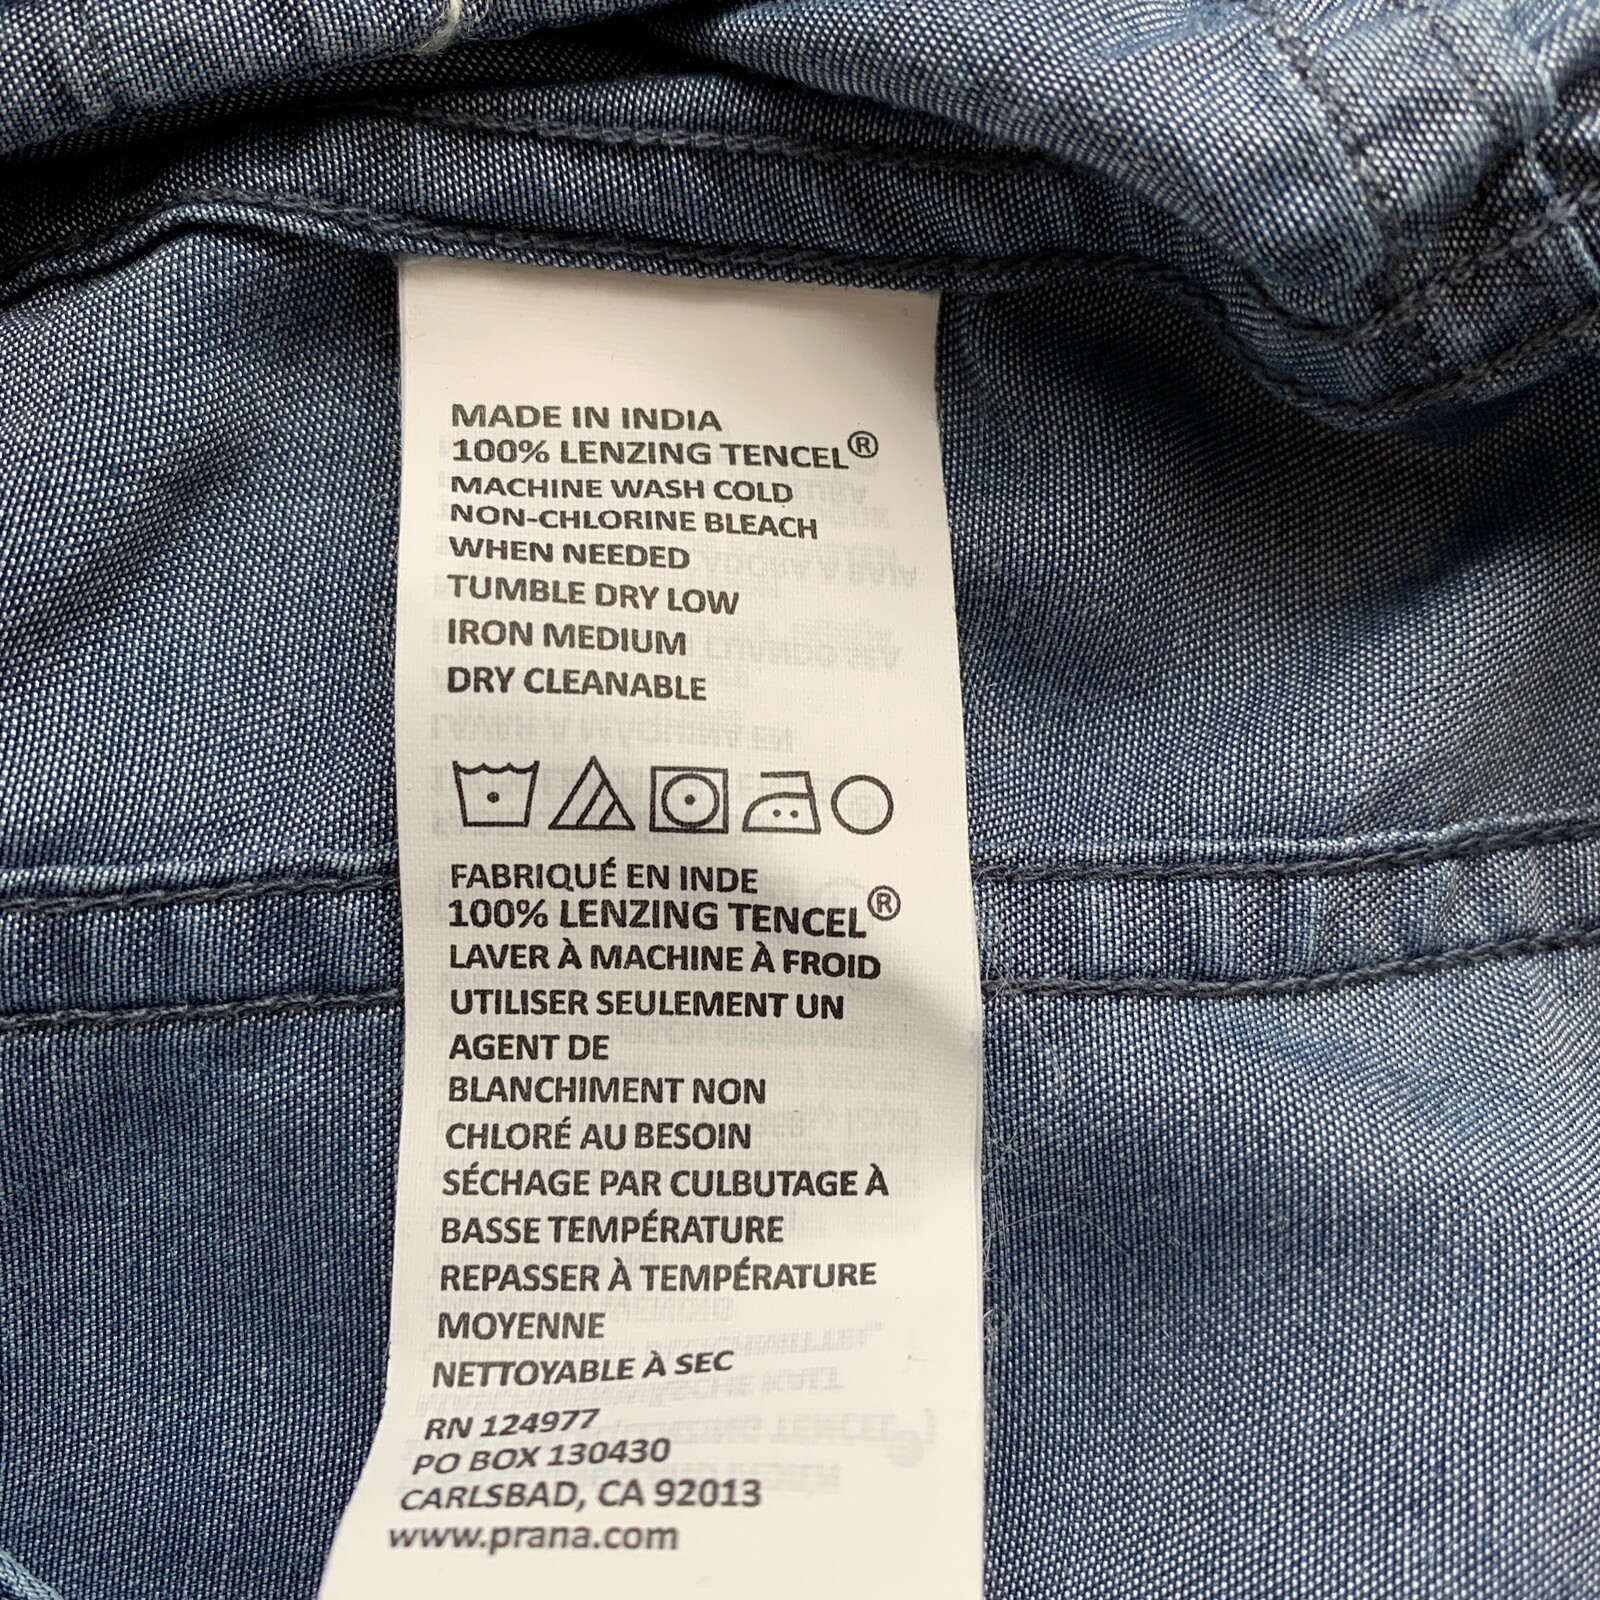 MADE IN INDIA
100% LENZING TENCEL®
MACHINE WASH COLD
NON-CHLORINE BLEACH
WHEN NEEDED
TUMBLE DRY LOW
IRON MEDIUM
DRY CLEANABLE
FABRIQUÉ EN INDE
100% LENZING TENCEL®
LAVER À MACHINE À FROID
UTILISER SEULEMENT UN
AGENT DE
BLANCHIMENT NON
CHLORÉ AU BESOIN
SÉCHAGE PAR CULBUTAGE À
BASSE TEMPÉRATURE
REPASSER À TEMPÉRATURE
MOYENNE
NETTOYABLE À SEC
RN 124977
PO BOX 130430
CARLSBAD, CA 92013
www.prana.com